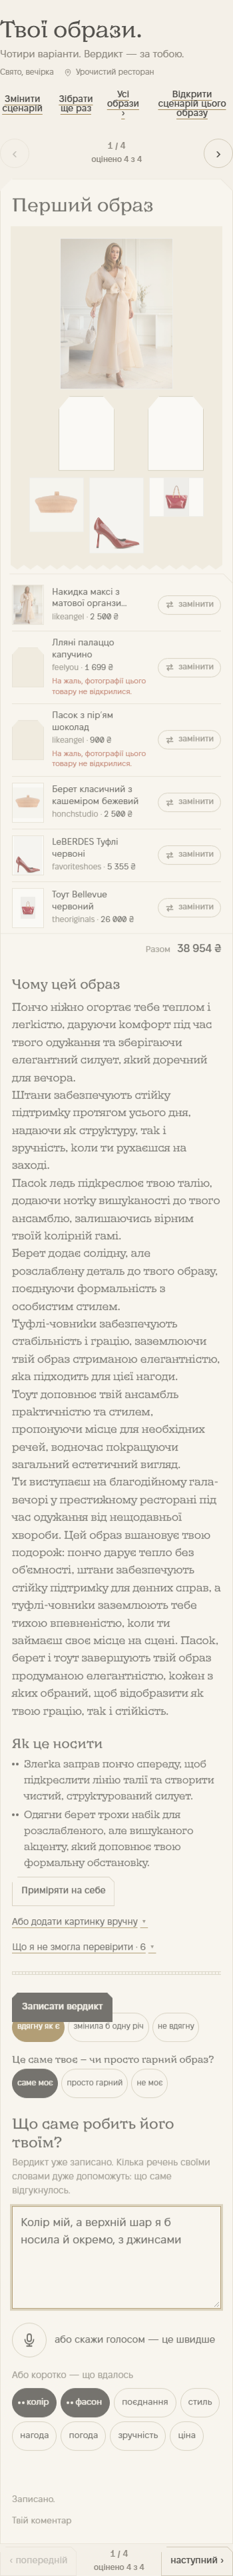 Твої образи.
Чотири варіанти. Вердикт — за тобою.
Свято, вечірка Урочистий ресторан
Змінити сценарій
Зібрати ще раз
Усі образи ›
Відкрити сценарій цього образу
‹
1 / 4
оцінено 4 з 4
›
Перший образ
Накидка максі з
матової органзи...
likeangel · 2 500 ₴
замінити
Лляні палаццо
капучино
feelyou · 1 699 ₴
На жаль, фотографії цього
товару не відкрилися.
замінити
Пасок з пір'ям
шоколад
likeangel · 900 ₴
На жаль, фотографії цього
товару не відкрилися.
замінити
Берет класичний з
кашеміром бежевий
honchstudio · 2 500 ₴
замінити
LeBERDES Туфлі
червоні
favoriteshoes · 5 355 ₴
замінити
Тоут Bellevue
червоний
theoriginals · 26 000 ₴
замінити
Разом 38 954 ₴
Чому цей образ
Пончо ніжно огортає тебе теплом і
легкістю, даруючи комфорт під час
твого одужання та зберігаючи
елегантний силует, який доречний
для вечора.
Штани забезпечують стійку
підтримку протягом усього дня,
надаючи як структуру, так і
зручність, коли ти рухаєшся на
заході.
Пасок ледь підкреслює твою талію,
додаючи нотку вишуканості до твого
ансамблю, залишаючись вірним
твоїй колірній гамі.
Берет додає солідну, але
розслаблену деталь до твого образу,
поєднуючи формальність з
особистим стилем.
Туфлі-човники забезпечують
стабільність і грацію, заземлюючи
твій образ стриманою елегантністю,
яка підходить для цієї нагоди.
Тоут доповнює твій ансамбль
практичністю та стилем,
пропонуючи місце для необхідних
речей, водночас покращуючи
загальний естетичний вигляд.
Ти виступаєш на благодійному гала-
вечорі у престижному ресторані під
час одужання від нещодавньої
хвороби. Цей образ вшановує твою
подорож: пончо дарує тепло без
об'ємності, штани забезпечують
стійку підтримку для денних справ, а
туфлі-човники заземлюють тебе
тихою впевненістю, коли ти
займаєш своє місце на сцені. Пасок,
берет і тоут завершують твій образ
продуманою елегантністю, кожен з
яких обраний, щоб відобразити як
твою грацію, так і стійкість.
Як це носити
Злегка заправ пончо спереду, щоб
підкреслити лінію талії та створити
чистий, структурований силует.
Одягни берет трохи набік для
розслабленого, але вишуканого
акценту, який доповнює твою
формальну обстановку.
Приміряти на себе
Або додати картинку вручну
Що я не змогла перевірити · 6
Записати вердикт
вдягну як є
змінила б одну річ
не вдягну
Це саме твоє — чи просто гарний образ?
саме моє
просто гарний
не моє
Що саме робить його
твоїм?
Вердикт уже записано. Кілька речень своїми
словами дуже допоможуть: що саме
відгукнулось.
Колір мій, а верхній шар я б
носила й окремо, з джинсами
або скажи голосом — це швидше
Або коротко — що вдалось
колір
фасон
поєднання
стиль
нагода
погода
зручність
ціна
Записано.
Твій коментар
‹ попередній
1 / 4
оцінено 4 з 4
наступний ›